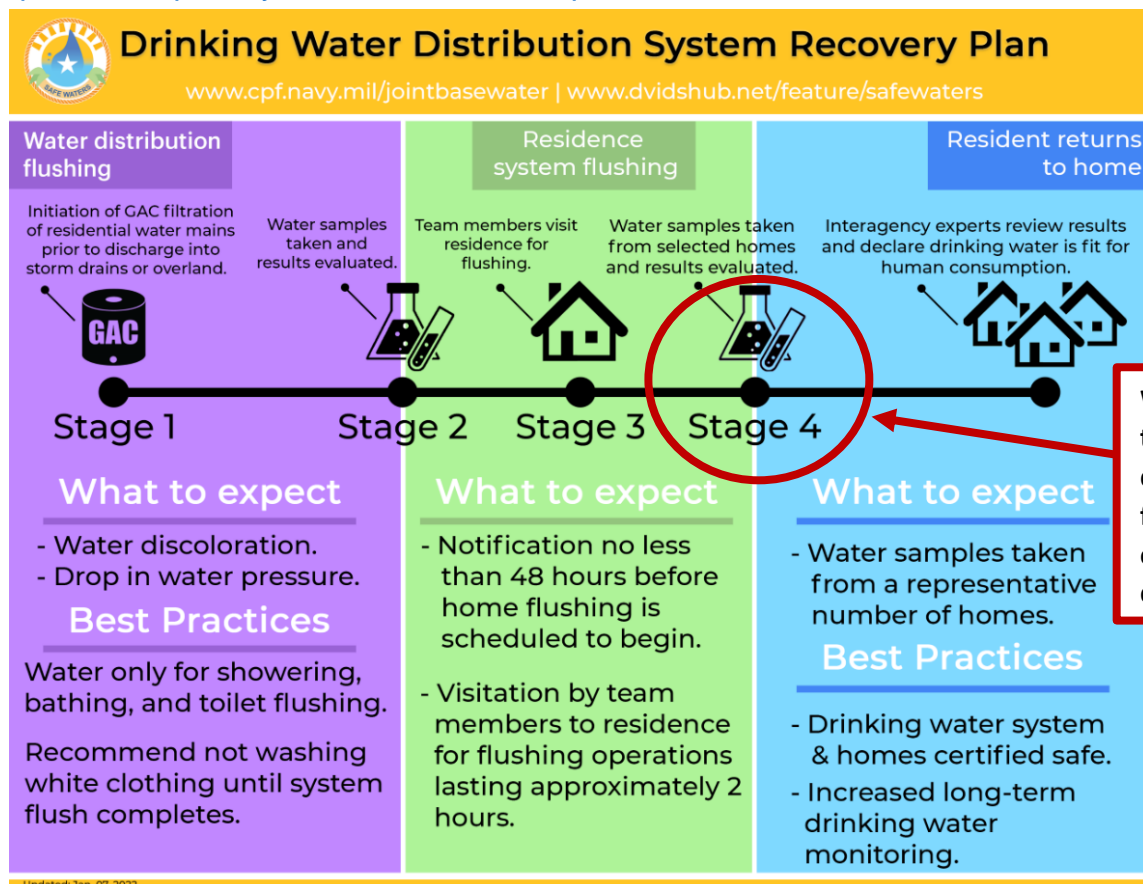 Drinking Water Distribution System Recovery Plan
www.cpf.navy.mil/jointbasewater | www.dvidshub.net/feature/safewaters
SAFE WATERS
Water distribution
flushing
Initiation of GAC filtration
of residential water mains
prior to discharge into
storm drains or overland.
GAC
Water samples
taken and
results evaluated.
Residence
system flushing
Team members visit
residence for
flushing.
Water samples taken
from selected homes
and results evaluated.
Resident returns
to home
Interagency experts review results
and declare drinking water is fit for
human consumption.
Stage 1
Stage 2
Stage 3
Stage 4
What to expect
- Water discoloration.
- Drop in water pressure.
Best Practices
Water only for showering,
bathing, and toilet flushing.
Recommend not washing
white clothing until system
flush completes.
What to expect
- Notification no less
than 48 hours before
home flushing is
scheduled to begin.
- Visitation by team
members to residence
for flushing operations
lasting approximately 2
hours.
What to expect
- Water samples taken
from a representative
number of homes.
Best Practices
- Drinking water system
& homes certified safe.
- Increased long-term
drinking water
monitoring.